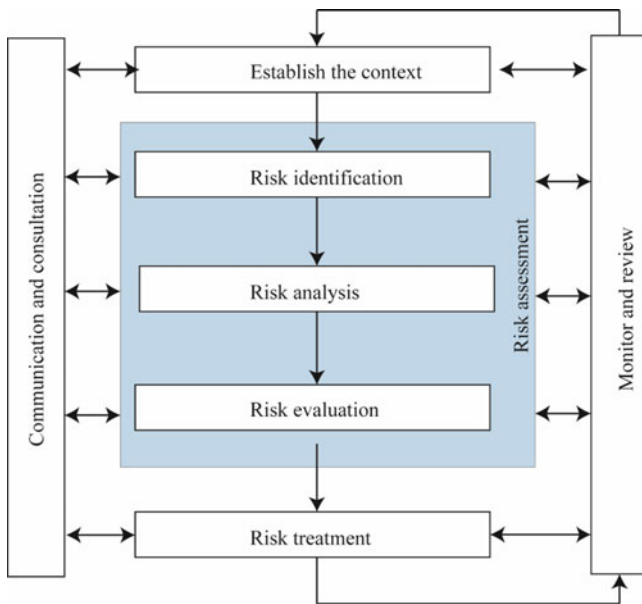 Establish the context
Communication and consultation
Risk identification
Risk analysis
Risk assessment
Monitor and review
Risk evaluation
Risk treatment